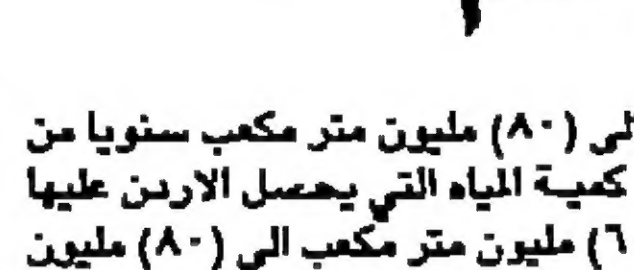 لى (٨٠) مليون متر مكعب سنويا من
كمية المياه التي يحصل الاردن عليها
٦) مليون متر مكعب الى (٨٠) مليون